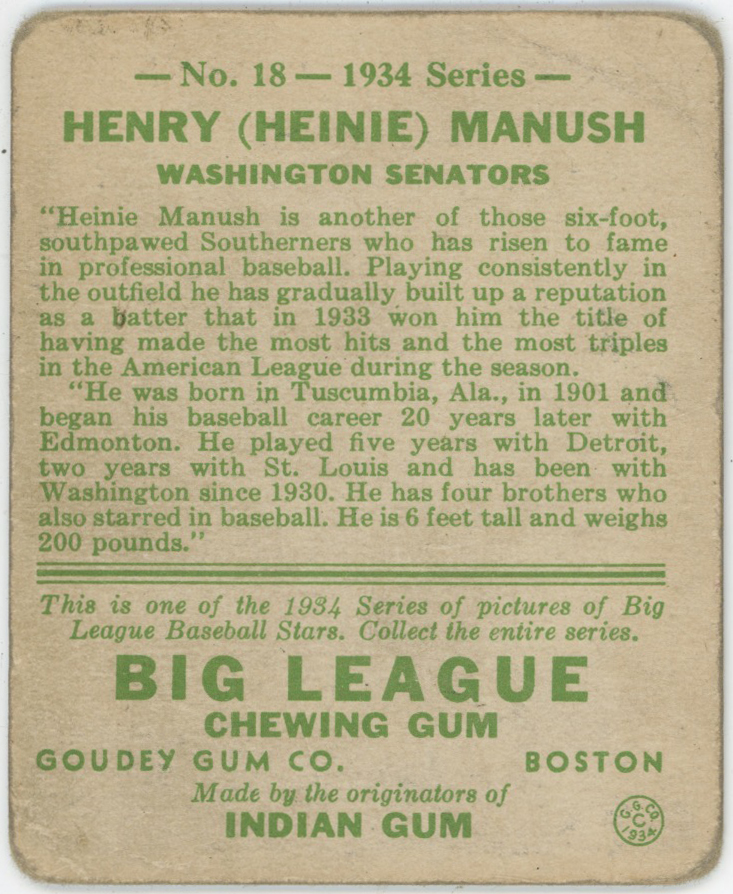 — No. 18 — 1934 Series —
HENRY (HEINIE) MANUSH
WASHINGTON SENATORS
"Heinie Manush is another of those six-foot,
southpawed Southerners who has risen to fame
in professional baseball. Playing consistently in
the outfield he has gradually built up a reputation
as a batter that in 1933 won him the title of
having made the most hits and the most triples
in the American League during the season.
"He was born in Tuscumbia, Ala., in 1901 and
began his baseball career 20 years later with
Edmonton. He played five years with Detroit,
two years with St. Louis and has been with
Washington since 1930. He has four brothers who
also starred in baseball. He is 6 feet tall and weighs
200 pounds."
This is one of the 1934 Series of pictures of Big
League Baseball Stars. Collect the entire series.
BIG LEAGUE
CHEWING GUM
GOUDEY GUM CO. BOSTON
Made by the originators of
INDIAN GUM
G.G.CO.
C
1934